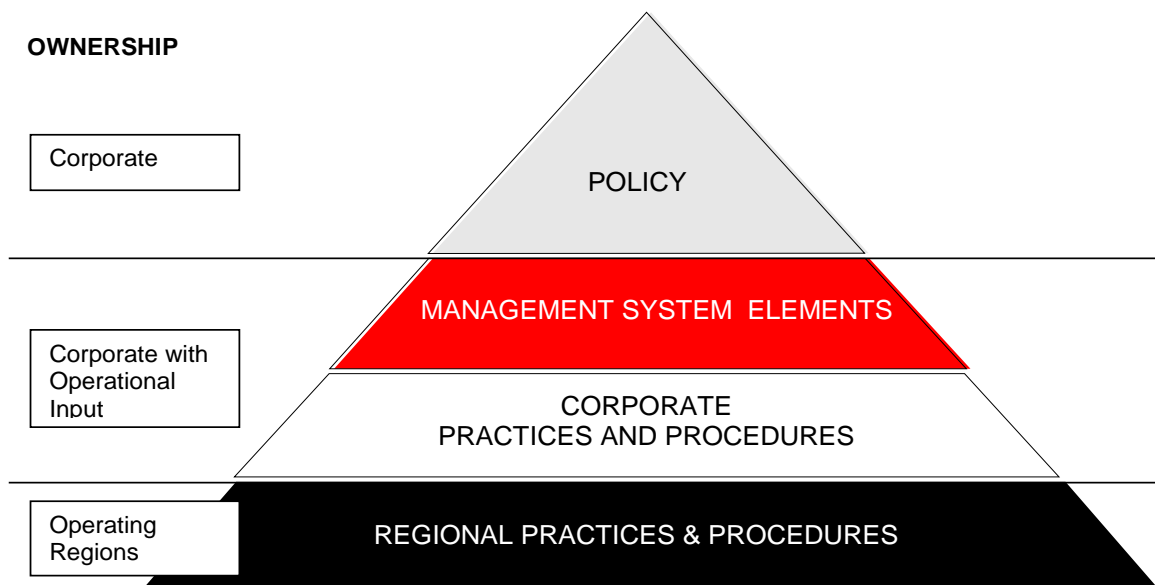 OWNERSHIP
Corporate
POLICY
MANAGEMENT SYSTEM ELEMENTS
Corporate with
Operational
Input
CORPORATE
PRACTICES AND PROCEDURES
Operating
Regions
REGIONAL PRACTICES & PROCEDURES